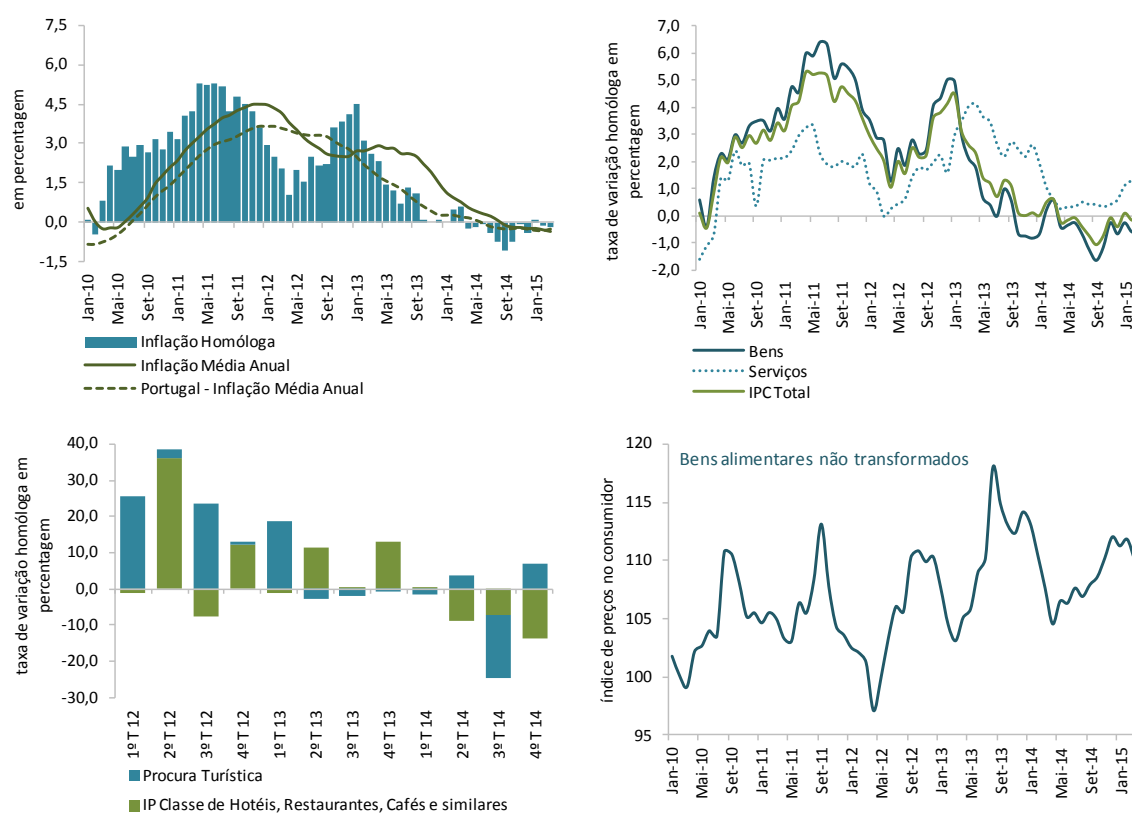 em percentagem
7,5
6,0
4,5
3,0
1,5
0,0
-1,5
Jan-10
Mai-10
Set-10
Jan-11
Mai-11
Set-11
Jan-12
Mai-12
Set-12
Jan-13
Mai-13
Set-13
Jan-14
Mai-14
Set-14
Jan-15
Inflação Homóloga
Inflação Média Anual
Portugal - Inflação Média Anual
taxa de variação homóloga em
percentagem
7,0
6,0
5,0
4,0
3,0
2,0
1,0
0,0
-1,0
-2,0
Jan-10
Mai-10
Set-10
Jan-11
Mai-11
Set-11
Jan-12
Mai-12
Set-12
Jan-13
Mai-13
Set-13
Jan-14
Mai-14
Set-14
Jan-15
Bens
Serviços
IPC Total
taxa de variação homóloga em
percentagem
40,0
30,0
20,0
10,0
0,0
-10,0
-20,0
-30,0
1º T 12
2º T 12
3º T 12
4º T 12
1º T 13
2º T 13
3º T 13
4º T 13
1º T 14
2º T 14
3º T 14
4º T 14
Procura Turística
IP Classe de Hotéis, Restaurantes, Cafés e similares
índice de preços no consumidor
120
115
110
105
100
95
Bens alimentares não transformados
Jan-10
Mai-10
Set-10
Jan-11
Mai-11
Set-11
Jan-12
Mai-12
Set-12
Jan-13
Mai-13
Set-13
Jan-14
Mai-14
Set-14
Jan-15